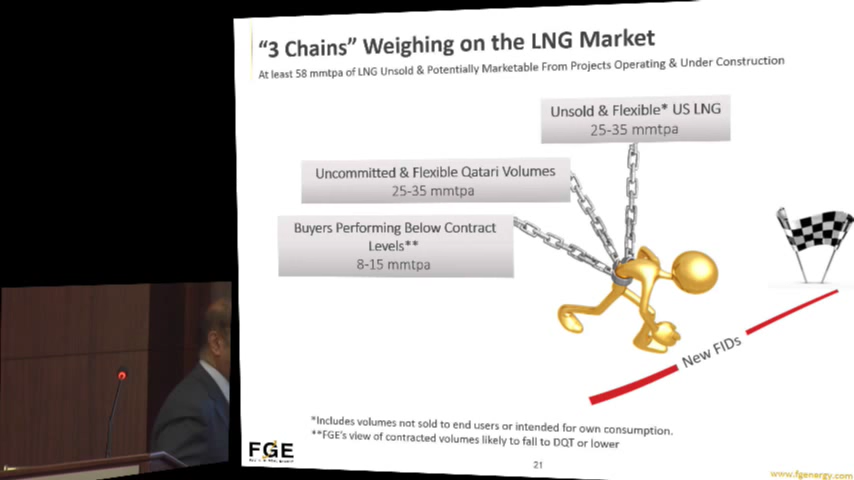 “3 Chains” Weighing on the LNG Market
At least 58 mmtpa of LNG Unsold & Potentially Marketable From Projects Operating & Under Construction
Unsold & Flexible* US LNG
25-35 mmtpa
Uncommitted & Flexible Qatari Volumes
25-35 mmtpa
Buyers Performing Below Contract
Levels**
8-15 mmtpa
New FIDs
*Includes volumes not sold to end users or intended for own consumption.
**FGE's view of contracted volumes likely to fall to DQT or lower
FGE
21
www.fgenergy.com